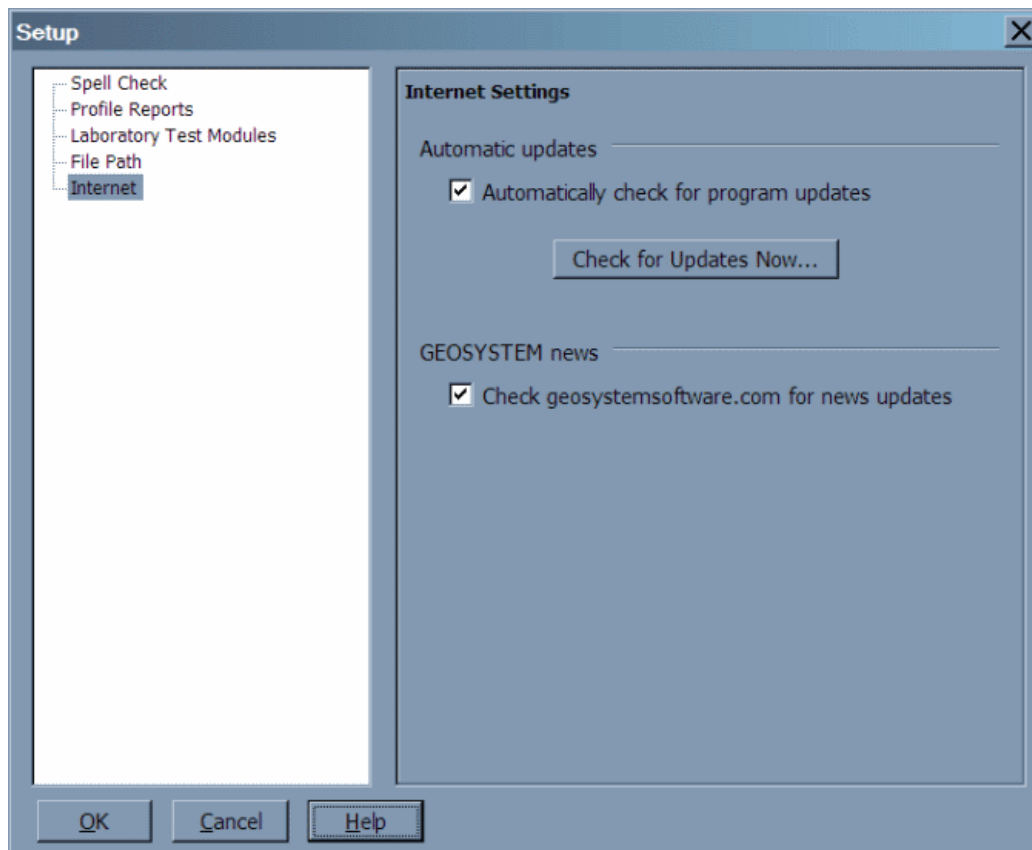 Setup
Spell Check
Profile Reports
Laboratory Test Modules
File Path
Internet
Internet Settings
Automatic updates
Automatically check for program updates
Check for Updates Now...
GEOSYSTEM news
Check geosystemsoftware.com for news updates
OK
Cancel
Help